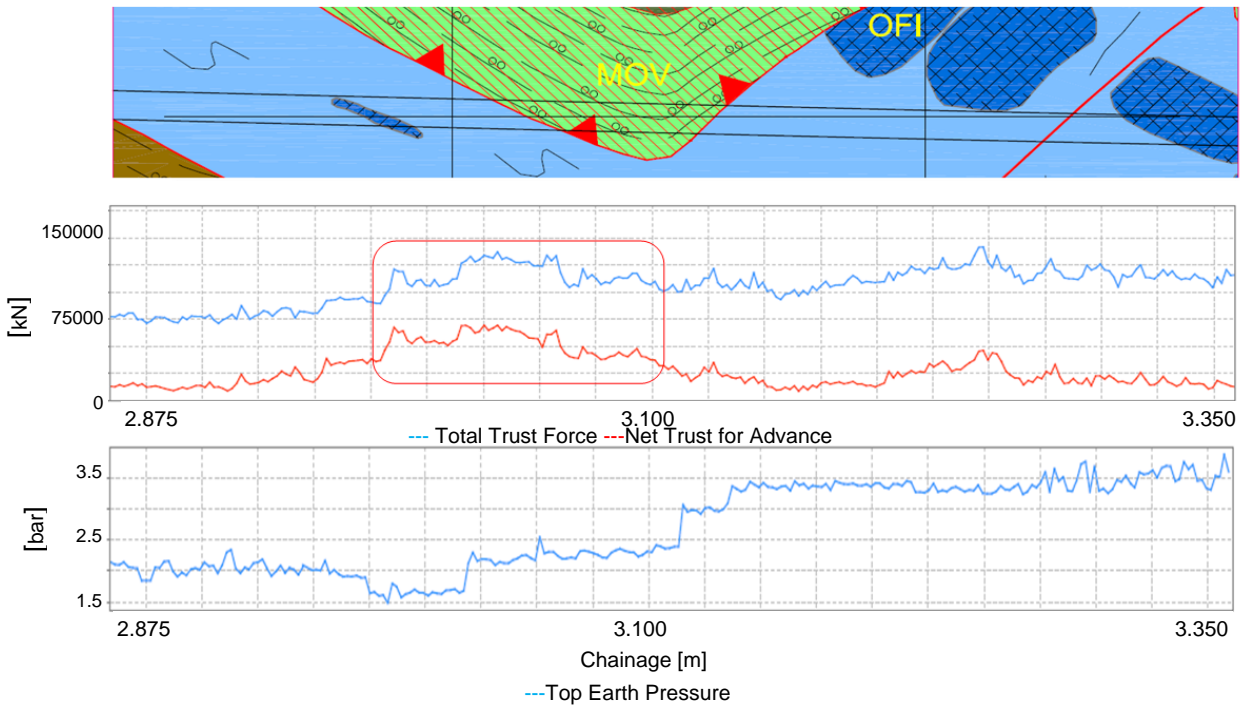 OFI
MOV
150000
75000
0
[kN]
2.875 3.100 3.350
--- Total Trust Force ---Net Trust for Advance
3.5
2.5
1.5
[bar]
2.875 3.100 3.350
Chainage [m]
---Top Earth Pressure